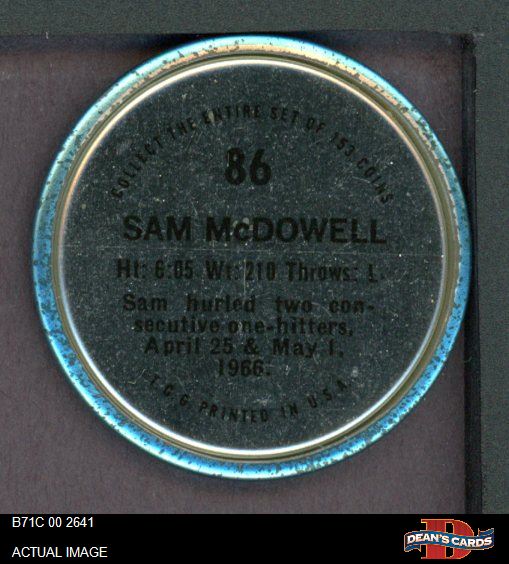 COLLECT THE ENTIRE SET OF 153 COINS
86
SAM McDOWELL
Ht: 6:05 Wt: 210 Throws: L.
Sam hurled two con-
secutive one-hitters,
April 25 & May 1,
1966.
T.C.G. PRINTED IN U.S.A.
B71C 00 2641
ACTUAL IMAGE
D
DEAN'S CARDS